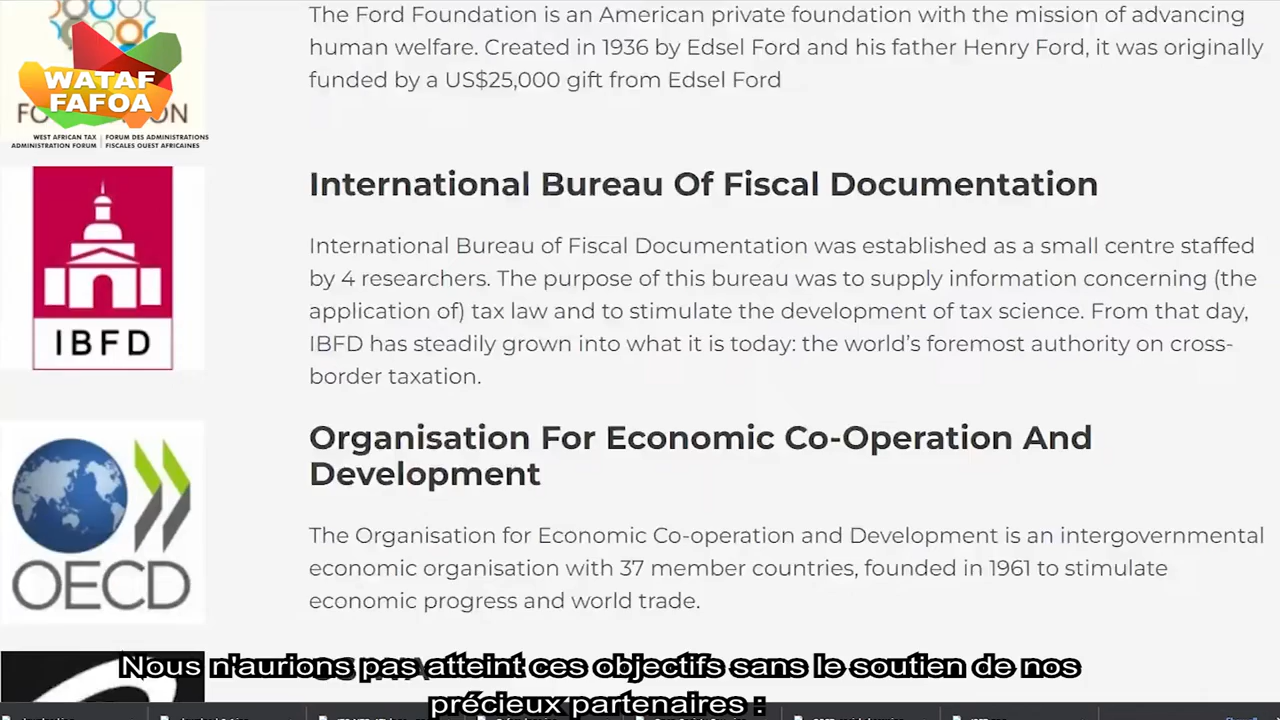 The Ford Foundation is an American private foundation with the mission of advancing
human welfare. Created in 1936 by Edsel Ford and his father Henry Ford, it was originally
funded by a US$25,000 gift from Edsel Ford
WATAF
FAFOA
WEST AFRICAN TAX
ADMINISTRATION FORUM
FORUM DES ADMINISTRATIONS
FISCALES OUEST AFRICAINES
International Bureau Of Fiscal Documentation
International Bureau of Fiscal Documentation was established as a small centre staffed
by 4 researchers. The purpose of this bureau was to supply information concerning (the
application of) tax law and to stimulate the development of tax science. From that day,
IBFD has steadily grown into what it is today: the world's foremost authority on cross-
border taxation.
IBFD
Organisation For Economic Co-Operation And
Development
The Organisation for Economic Co-operation and Development is an intergovernmental
economic organisation with 37 member countries, founded in 1961 to stimulate
economic progress and world trade.
OECD
Nous n'aurions pas atteint ces objectifs sans le soutien de nos
précieux partenaires :